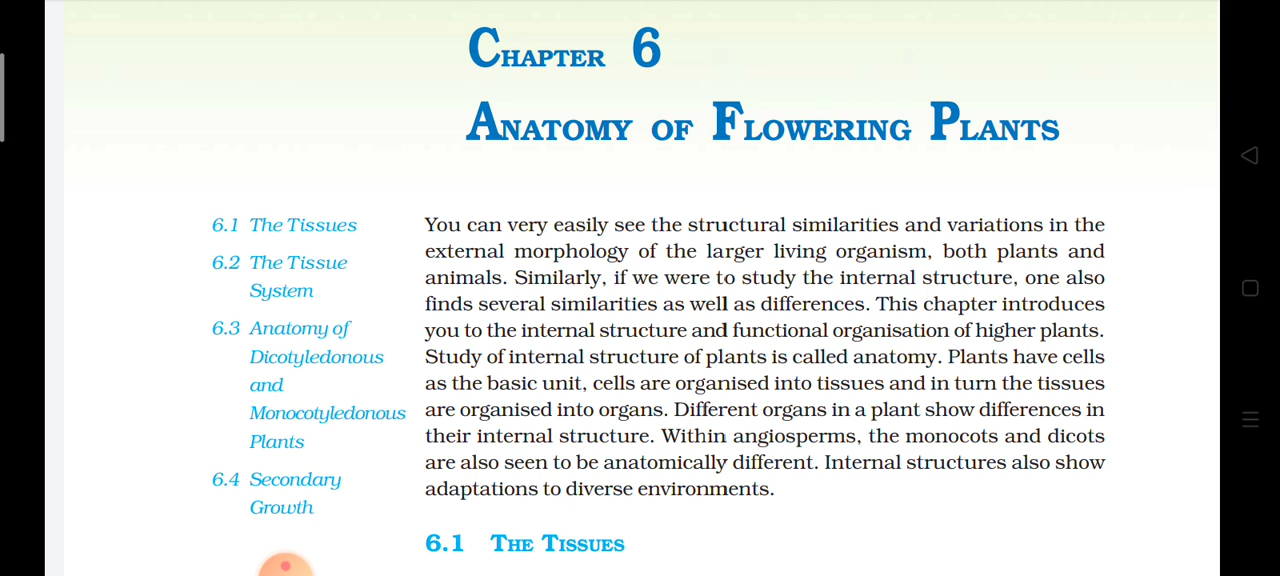 CHAPTER 6
ANATOMY OF FLOWERING PLANTS
6.1 The Tissues
6.2 The Tissue
System
6.3 Anatomy of
Dicotyledonous
and
Monocotyledonous
Plants
6.4 Secondary
Growth
You can very easily see the structural similarities and variations in the
external morphology of the larger living organism, both plants and
animals. Similarly, if we were to study the internal structure, one also
finds several similarities as well as differences. This chapter introduces
you to the internal structure and functional organisation of higher plants.
Study of internal structure of plants is called anatomy. Plants have cells
as the basic unit, cells are organised into tissues and in turn the tissues
are organised into organs. Different organs in a plant show differences in
their internal structure. Within angiosperms, the monocots and dicots
are also seen to be anatomically different. Internal structures also show
adaptations to diverse environments.
6.1 THE TISSUES